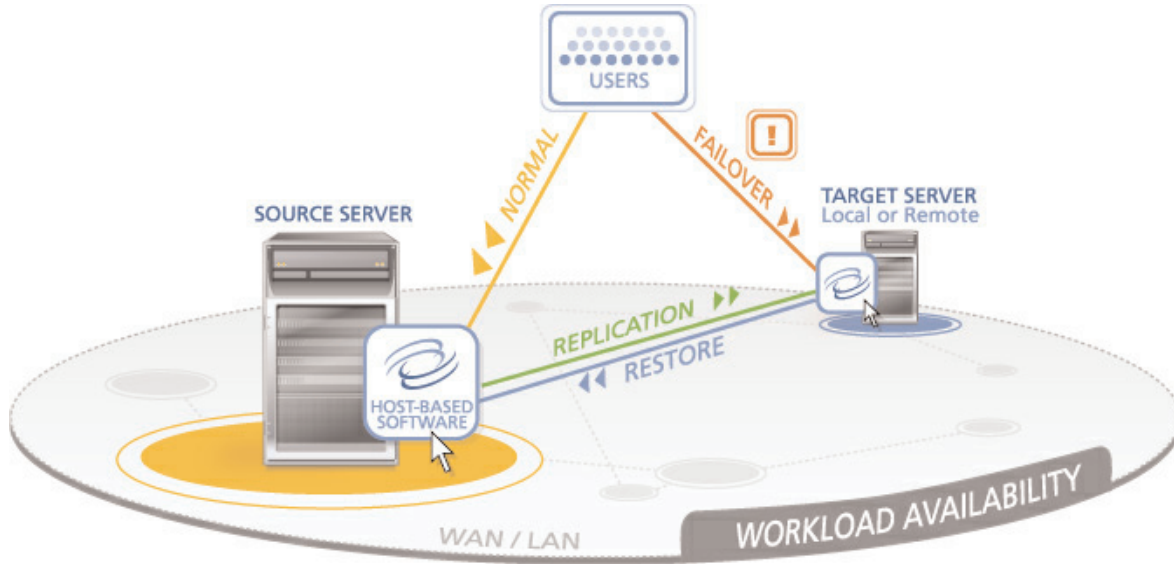 USERS
NORMAL
FAILOVER
!
SOURCE SERVER
TARGET SERVER
Local or Remote
REPLICATION
RESTORE
HOST-BASED
SOFTWARE
WAN / LAN
WORKLOAD AVAILABILITY